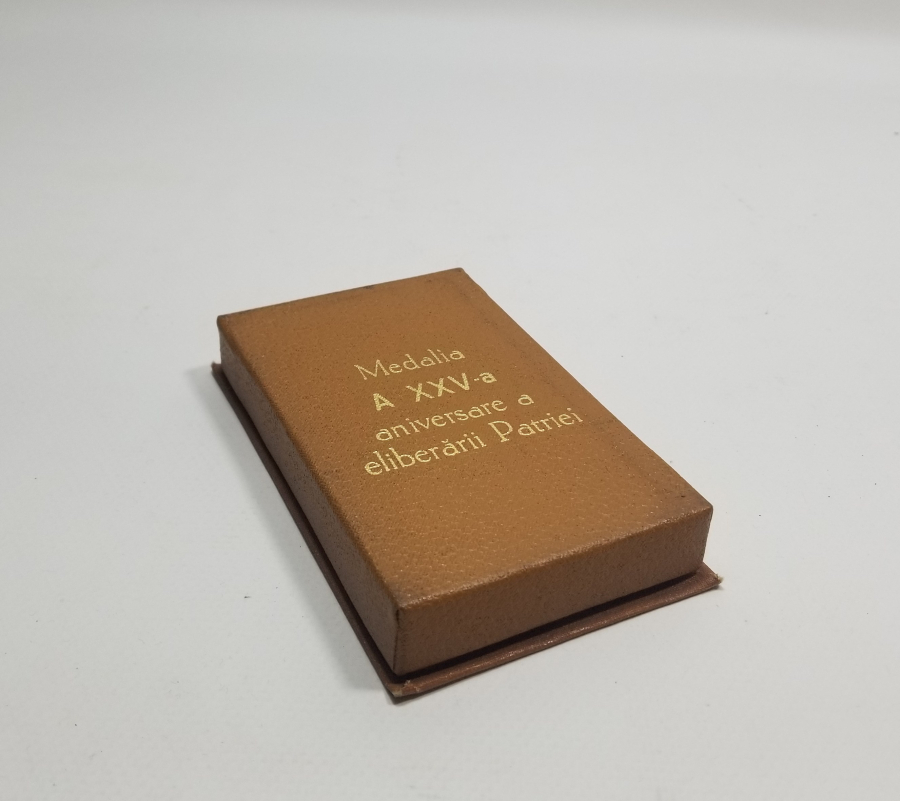 Medalia
A XXV-a
aniversare a
eliberării Patriei